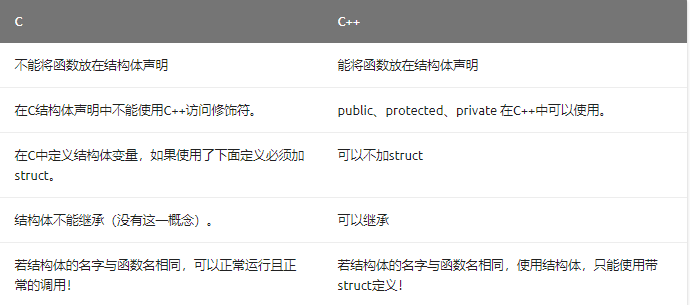 C C++
不能将函数放在结构体声明 能将函数放在结构体声明
在C结构体声明中不能使用C++访问修饰符。 public、protected、private 在C++中可以使用。
在C中定义结构体变量，如果使用了下面定义必须加 可以不加struct
struct。
结构体不能继承（没有这一概念）。 可以继承
若结构体的名字与函数名相同，可以正常运行且正 若结构体的名字与函数名相同，使用结构体，只能使用带
常的调用！ struct定义！